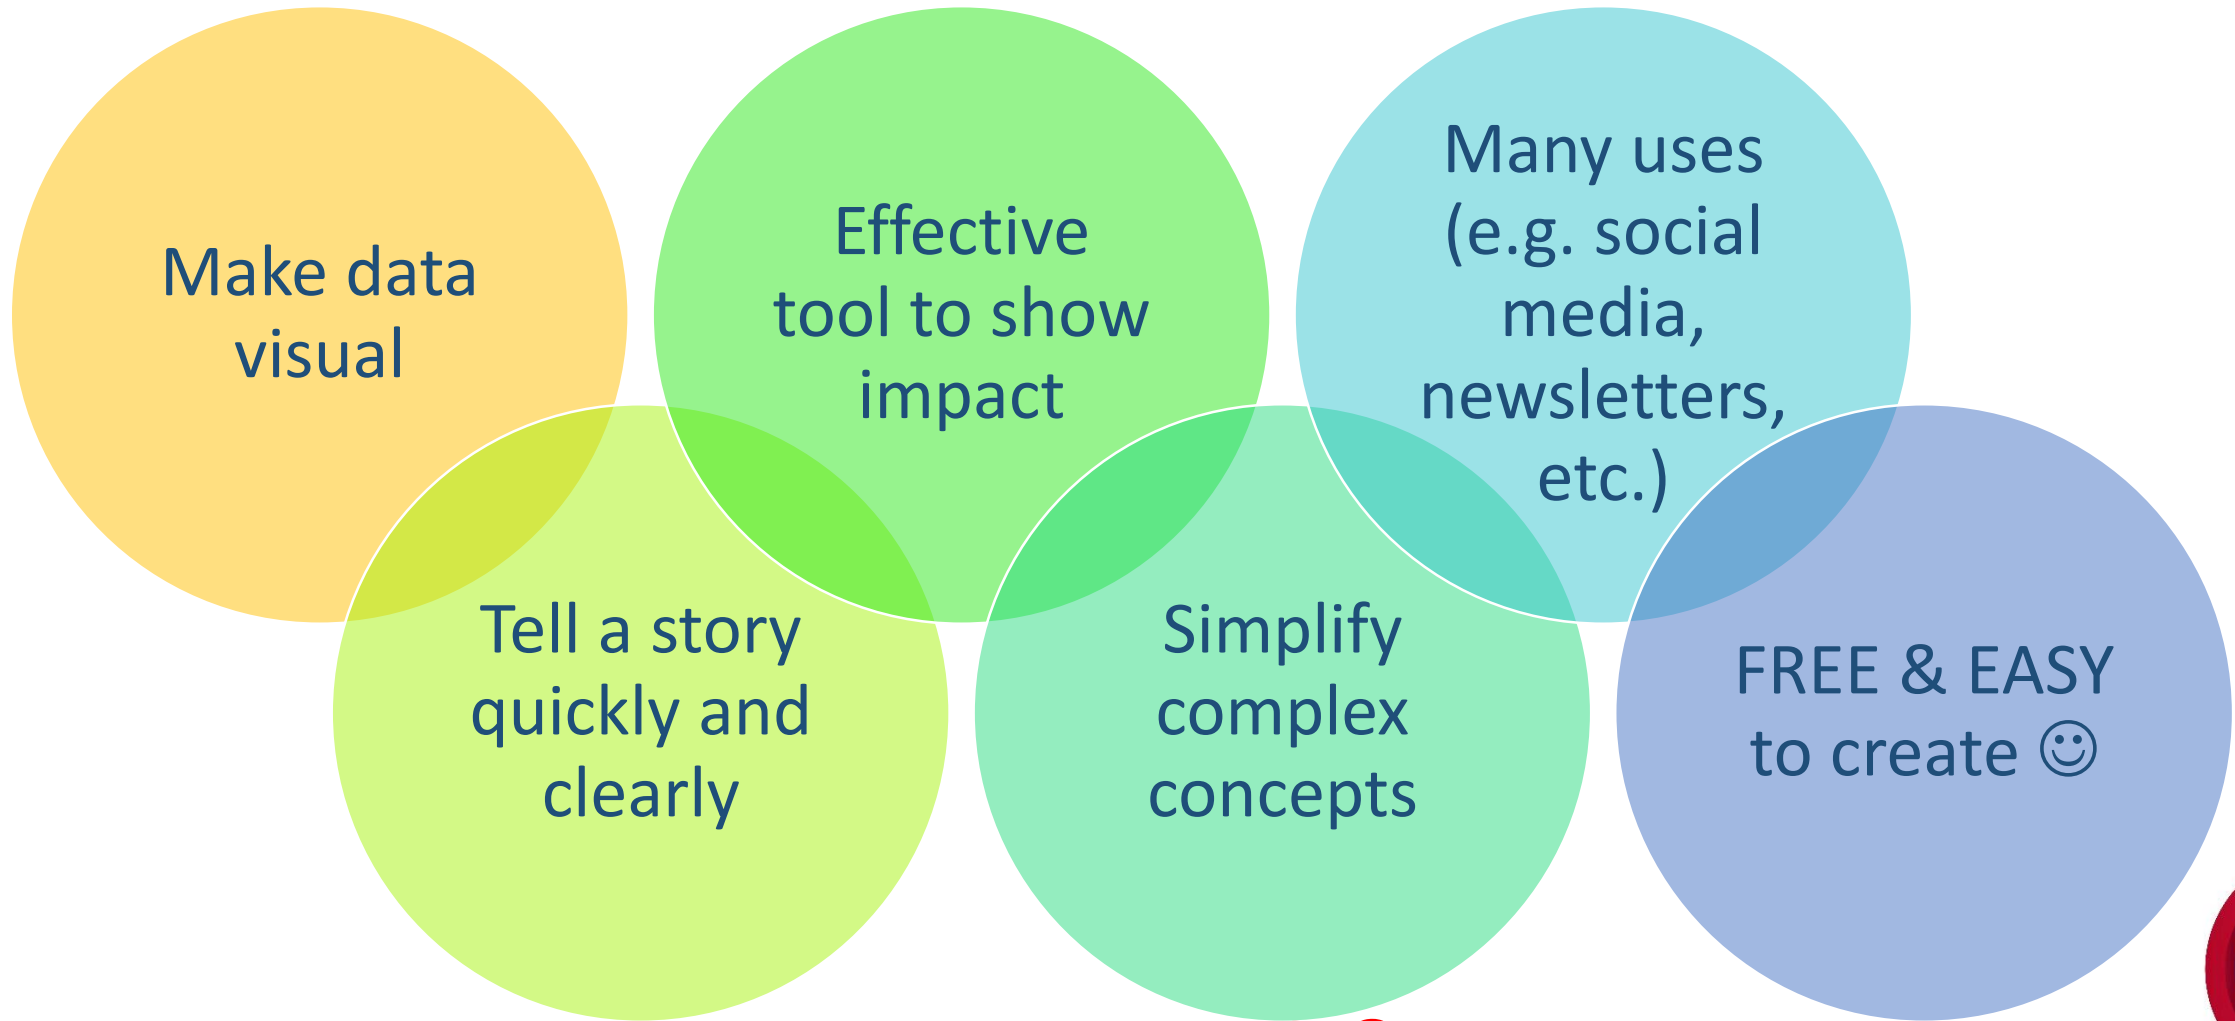 Make data
visual
Tell a story
quickly and
clearly
Effective
tool to show
impact
Simplify
complex
concepts
Many uses
(e.g. social
media,
newsletters,
etc.)
FREE & EASY
to create ☺